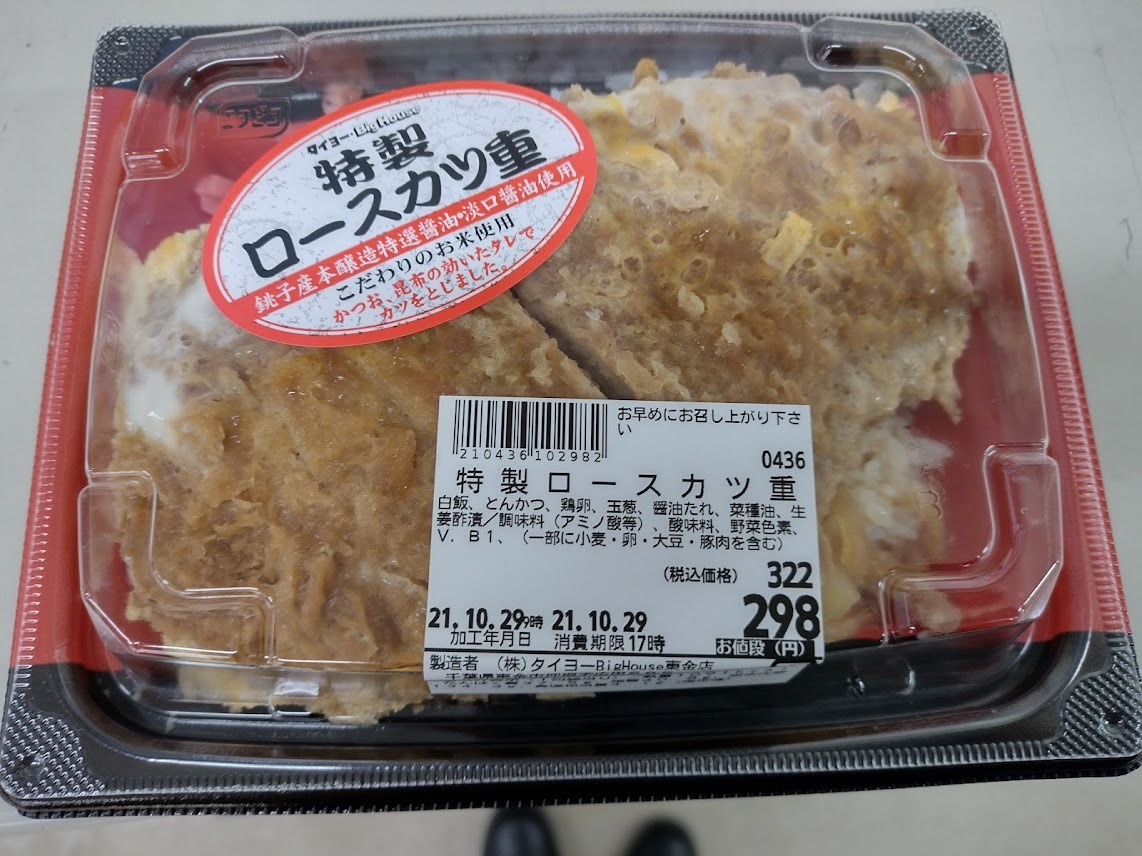 タイヨー・BigHouse
特製
ロースカツ重
銚子産本醸造特選醤油・淡口醤油使用
こだわりのお米使用
かつお、昆布の効いたタレで
カツをとじました。
お早めにお召し上がり下さ
い
210436 102982
0436
特製ロースカツ重
白飯、とんかつ、鶏卵、玉葱、醤油たれ、菜種油、生
姜酢漬／調味料（アミノ酸等）、酸味料、野菜色素、
V．B1、（一部に小麦・卵・大豆・豚肉を含む）
（税込価格） 322
298
21.10.29 9時 21.10.29
加工年月日 消費期限17時 お値段（円）
製造者 （株）タイヨーBigHouse東金店